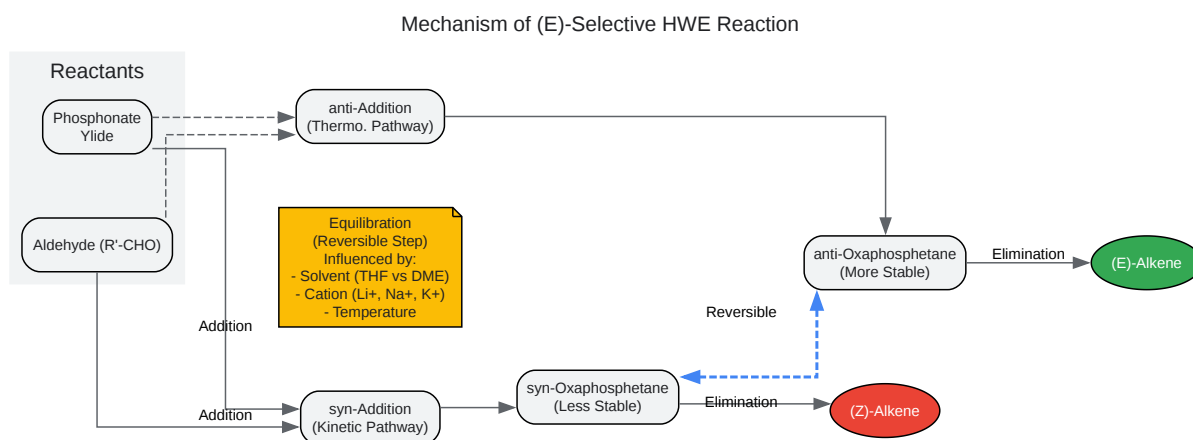 Mechanism of (E)-Selective HWE Reaction
Reactants
Phosphonate
Ylide
anti-Addition
(Thermo. Pathway)
Aldehyde (R'-CHO)
Equilibration
(Reversible Step)
Influenced by:
- Solvent (THF vs DME)
- Cation (Li+, Na+, K+)
- Temperature
anti-Oxaphosphetane
(More Stable)
Elimination
(E)-Alkene
Reversible
Addition
Addition
syn-Addition
(Kinetic Pathway)
syn-Oxaphosphetane
(Less Stable)
Elimination
(Z)-Alkene